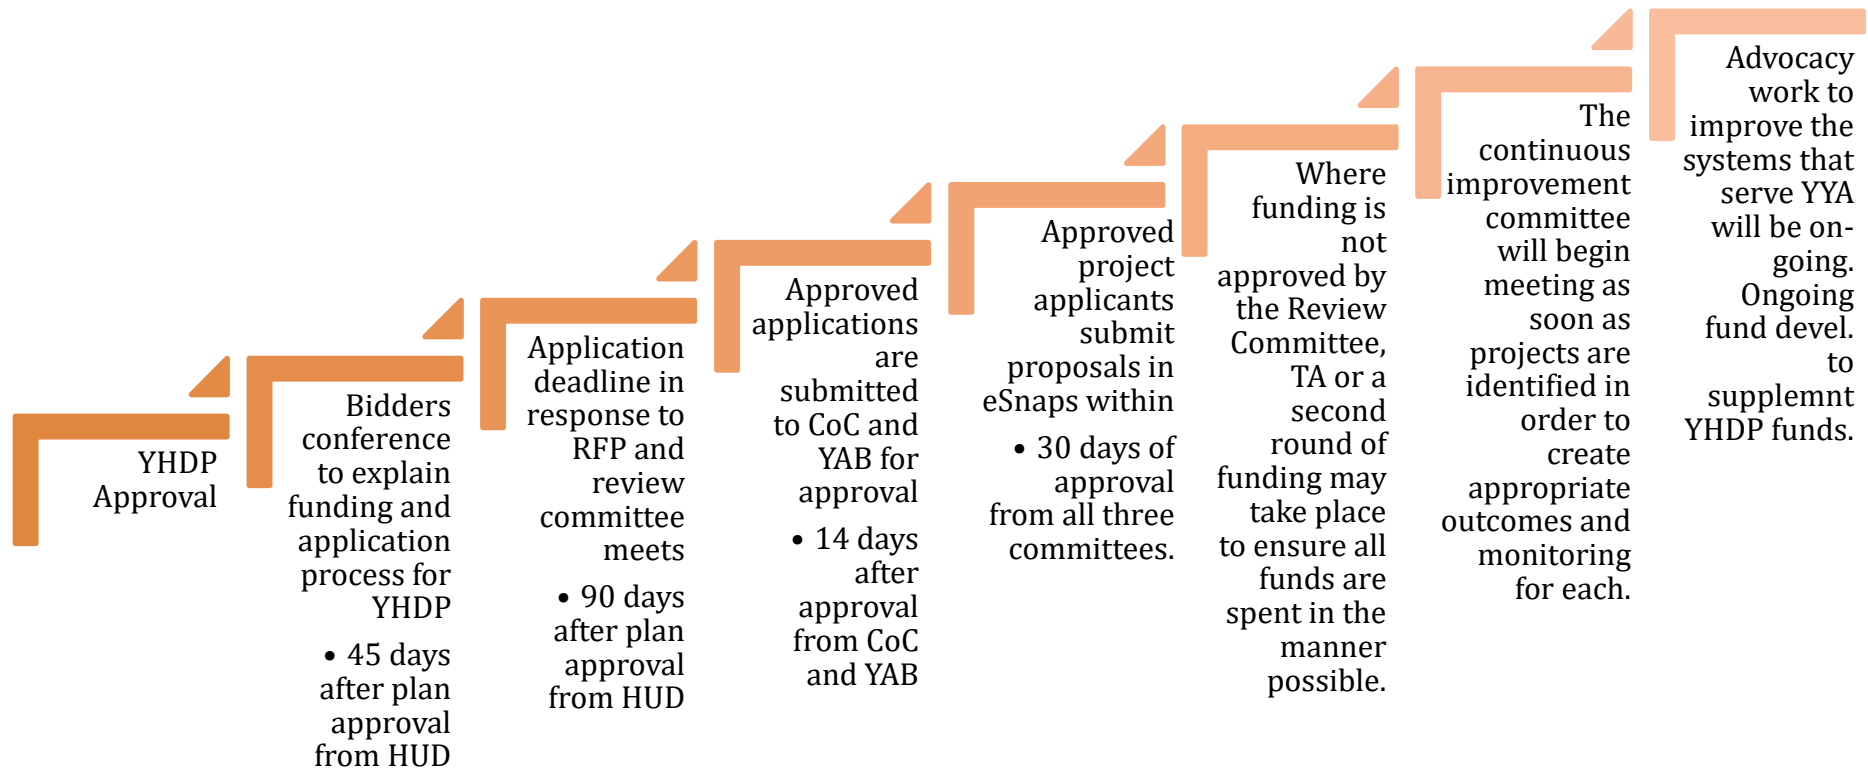 YHDP
Approval
Bidders
conference
to explain
funding and
application
process for
YHDP
• 45 days
after plan
approval
from HUD
Application
deadline in
response to
RFP and
review
committee
meets
• 90 days
after plan
approval
from HUD
Approved
applications
are
submitted
to CoC and
YAB for
approval
• 14 days
after
approval
from CoC
and YAB
Approved
project
applicants
submit
proposals in
eSnaps within
• 30 days of
approval
from all three
committees.
Where
funding is
not
approved by
the Review
Committee,
TA or a
second
round of
funding may
take place
to ensure all
funds are
spent in the
manner
possible.
The
continuous
improvement
committee
will begin
meeting as
soon as
projects are
identified in
order to
create
appropriate
outcomes and
monitoring
for each.
Advocacy
work to
improve the
systems that
serve YYA
will be on-
going.
Ongoing
fund devel.
to
supplemnt
YHDP funds.